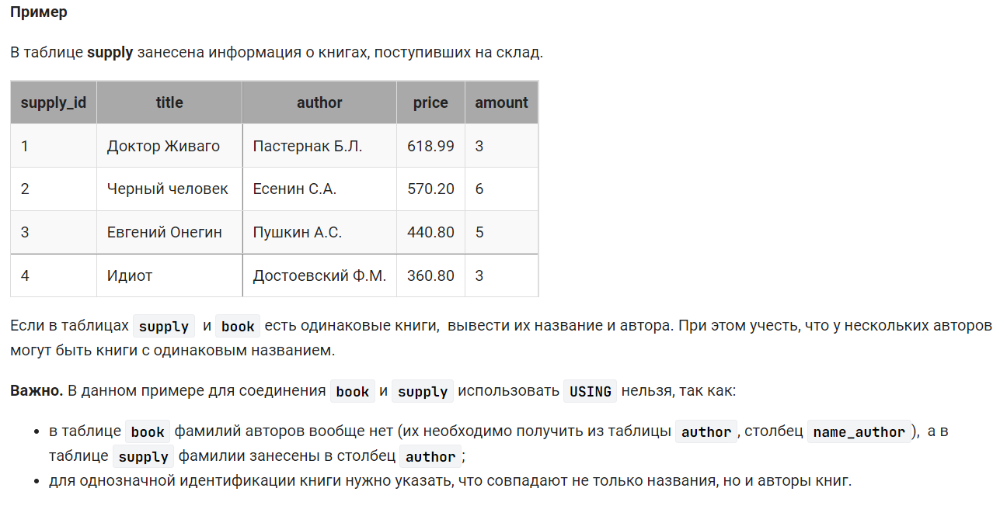 Пример
В таблице supply занесена информация о книгах, поступивших на склад.
supply_id title author price amount
1 Доктор Живаго Пастернак Б.Л. 618.99 3
2 Черный человек Есенин С.А. 570.20 6
3 Евгений Онегин Пушкин А.С. 440.80 5
4 Идиот Достоевский Ф.М. 360.80 3
Если в таблицах supply и book есть одинаковые книги, вывести их название и автора. При этом учесть, что у нескольких авторов
могут быть книги с одинаковым названием.
Важно. В данном примере для соединения book и supply использовать USING нельзя, так как:
• в таблице book фамилий авторов вообще нет (их необходимо получить из таблицы author, столбец name_author), а в
таблице supply фамилии занесены в столбец author;
• для однозначной идентификации книги нужно указать, что совпадают не только названия, но и авторы книг.